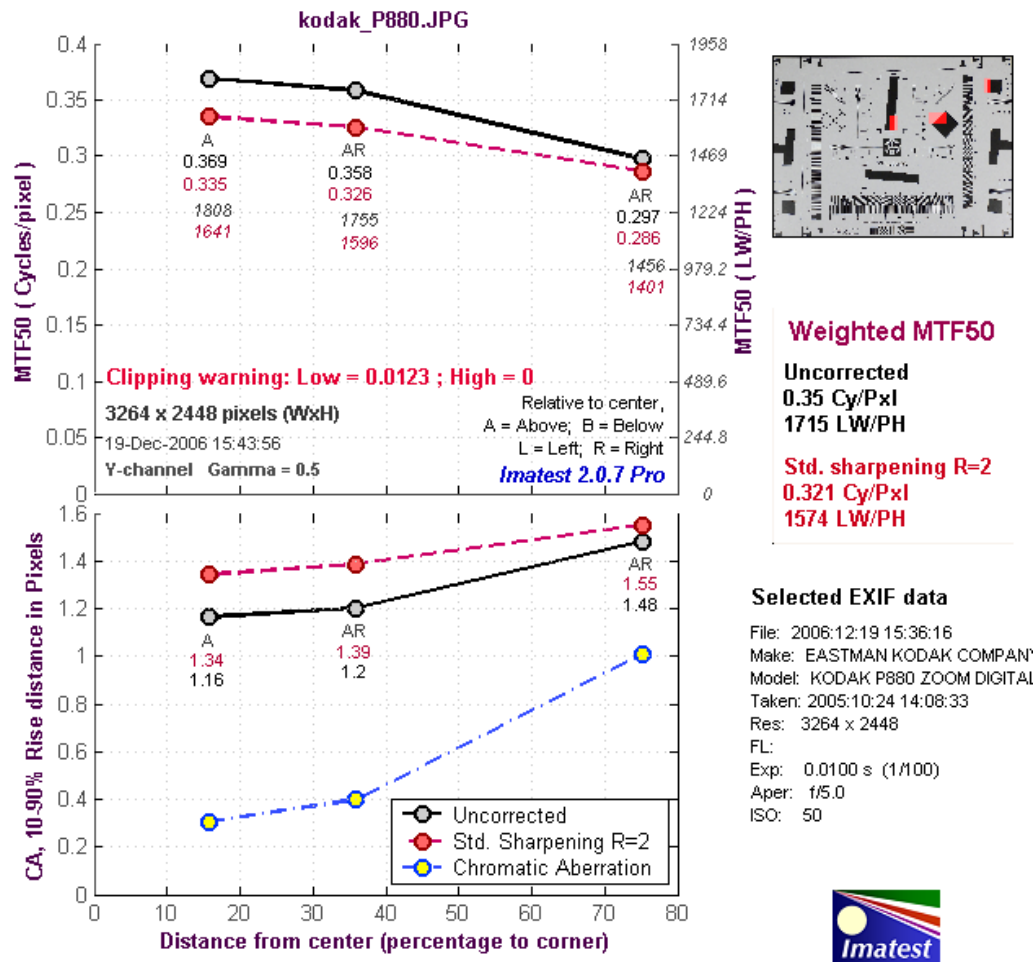 kodak_P880.JPG
MTF50 ( Cycles/pixel)
0.4
0.35
0.3
0.25
0.2
0.15
0.1
0.05
0
MTF50 ( LW/PH)
1958
1714
1469
1224
979.2
734.4
489.6
244.8
0
A
0.369
0.335
1808
1641
AR
0.358
0.326
1755
1596
AR
0.297
0.286
1456
1401
Clipping warning: Low = 0.0123 ; High = 0
3264 x 2448 pixels (WxH)
19-Dec-2006 15:43:56
Y-channel Gamma = 0.5
Relative to center,
A = Above; B = Below
L = Left; R = Right
Imatest 2.0.7 Pro
Weighted MTF50
Uncorrected
0.35 Cy/Pxl
1715 LW/PH
Std. sharpening R=2
0.321 Cy/Pxl
1574 LW/PH
CA, 10-90% Rise distance in Pixels
1.6
1.4
1.2
1
0.8
0.6
0.4
0.2
0
A
1.34
1.16
AR
1.39
1.2
AR
1.55
1.48
Uncorrected
Std. Sharpening R=2
Chromatic Aberration
0 10 20 30 40 50 60 70 80
Distance from center (percentage to corner)
Selected EXIF data
File: 2006:12:19 15:36:16
Make: EASTMAN KODAK COMPANY
Model: KODAK P880 ZOOM DIGITAL
Taken: 2005:10:24 14:08:33
Res: 3264 x 2448
FL:
Exp: 0.0100 s (1/100)
Aper: f/5.0
ISO: 50
Imatest